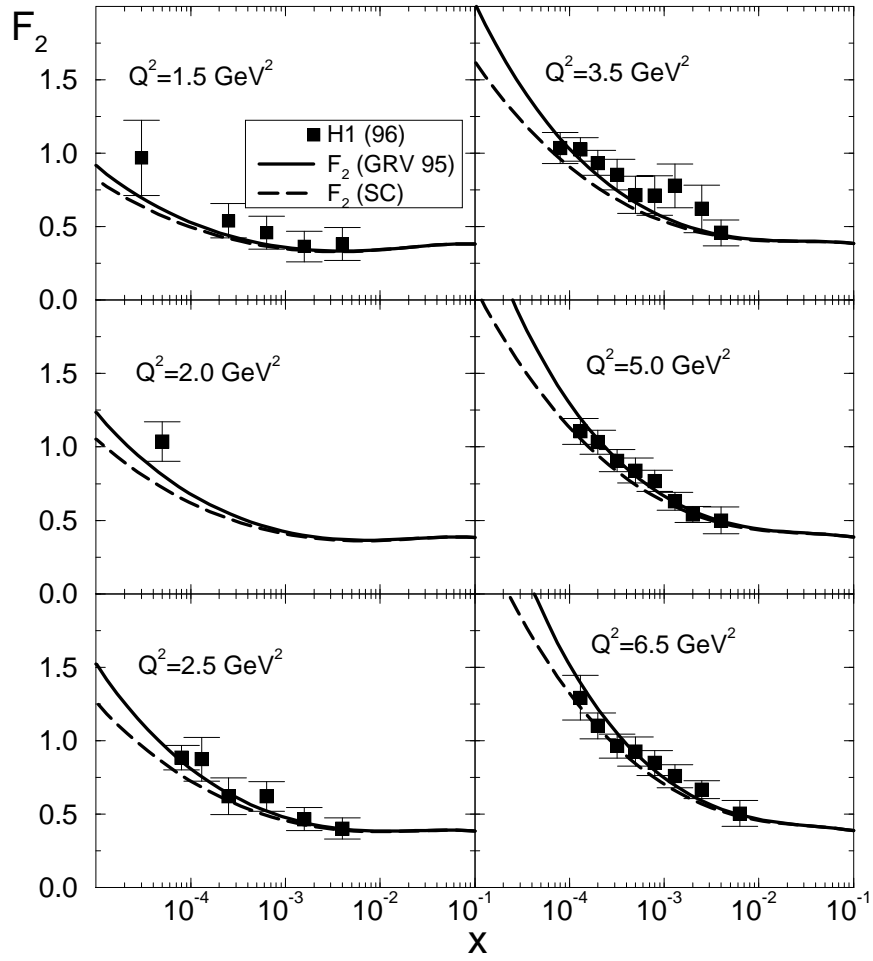 F₂
Q²=1.5 GeV²
Q²=3.5 GeV²
H1 (96)
F₂ (GRV 95)
F₂ (SC)
2.0
1.5
1.0
0.5
0.0
Q²=2.0 GeV²
Q²=5.0 GeV²
1.5
1.0
0.5
0.0
Q²=2.5 GeV²
Q²=6.5 GeV²
1.5
1.0
0.5
0.0
10⁻⁴ 10⁻³ 10⁻² 10⁻¹ 10⁻⁴ 10⁻³ 10⁻² 10⁻¹
x